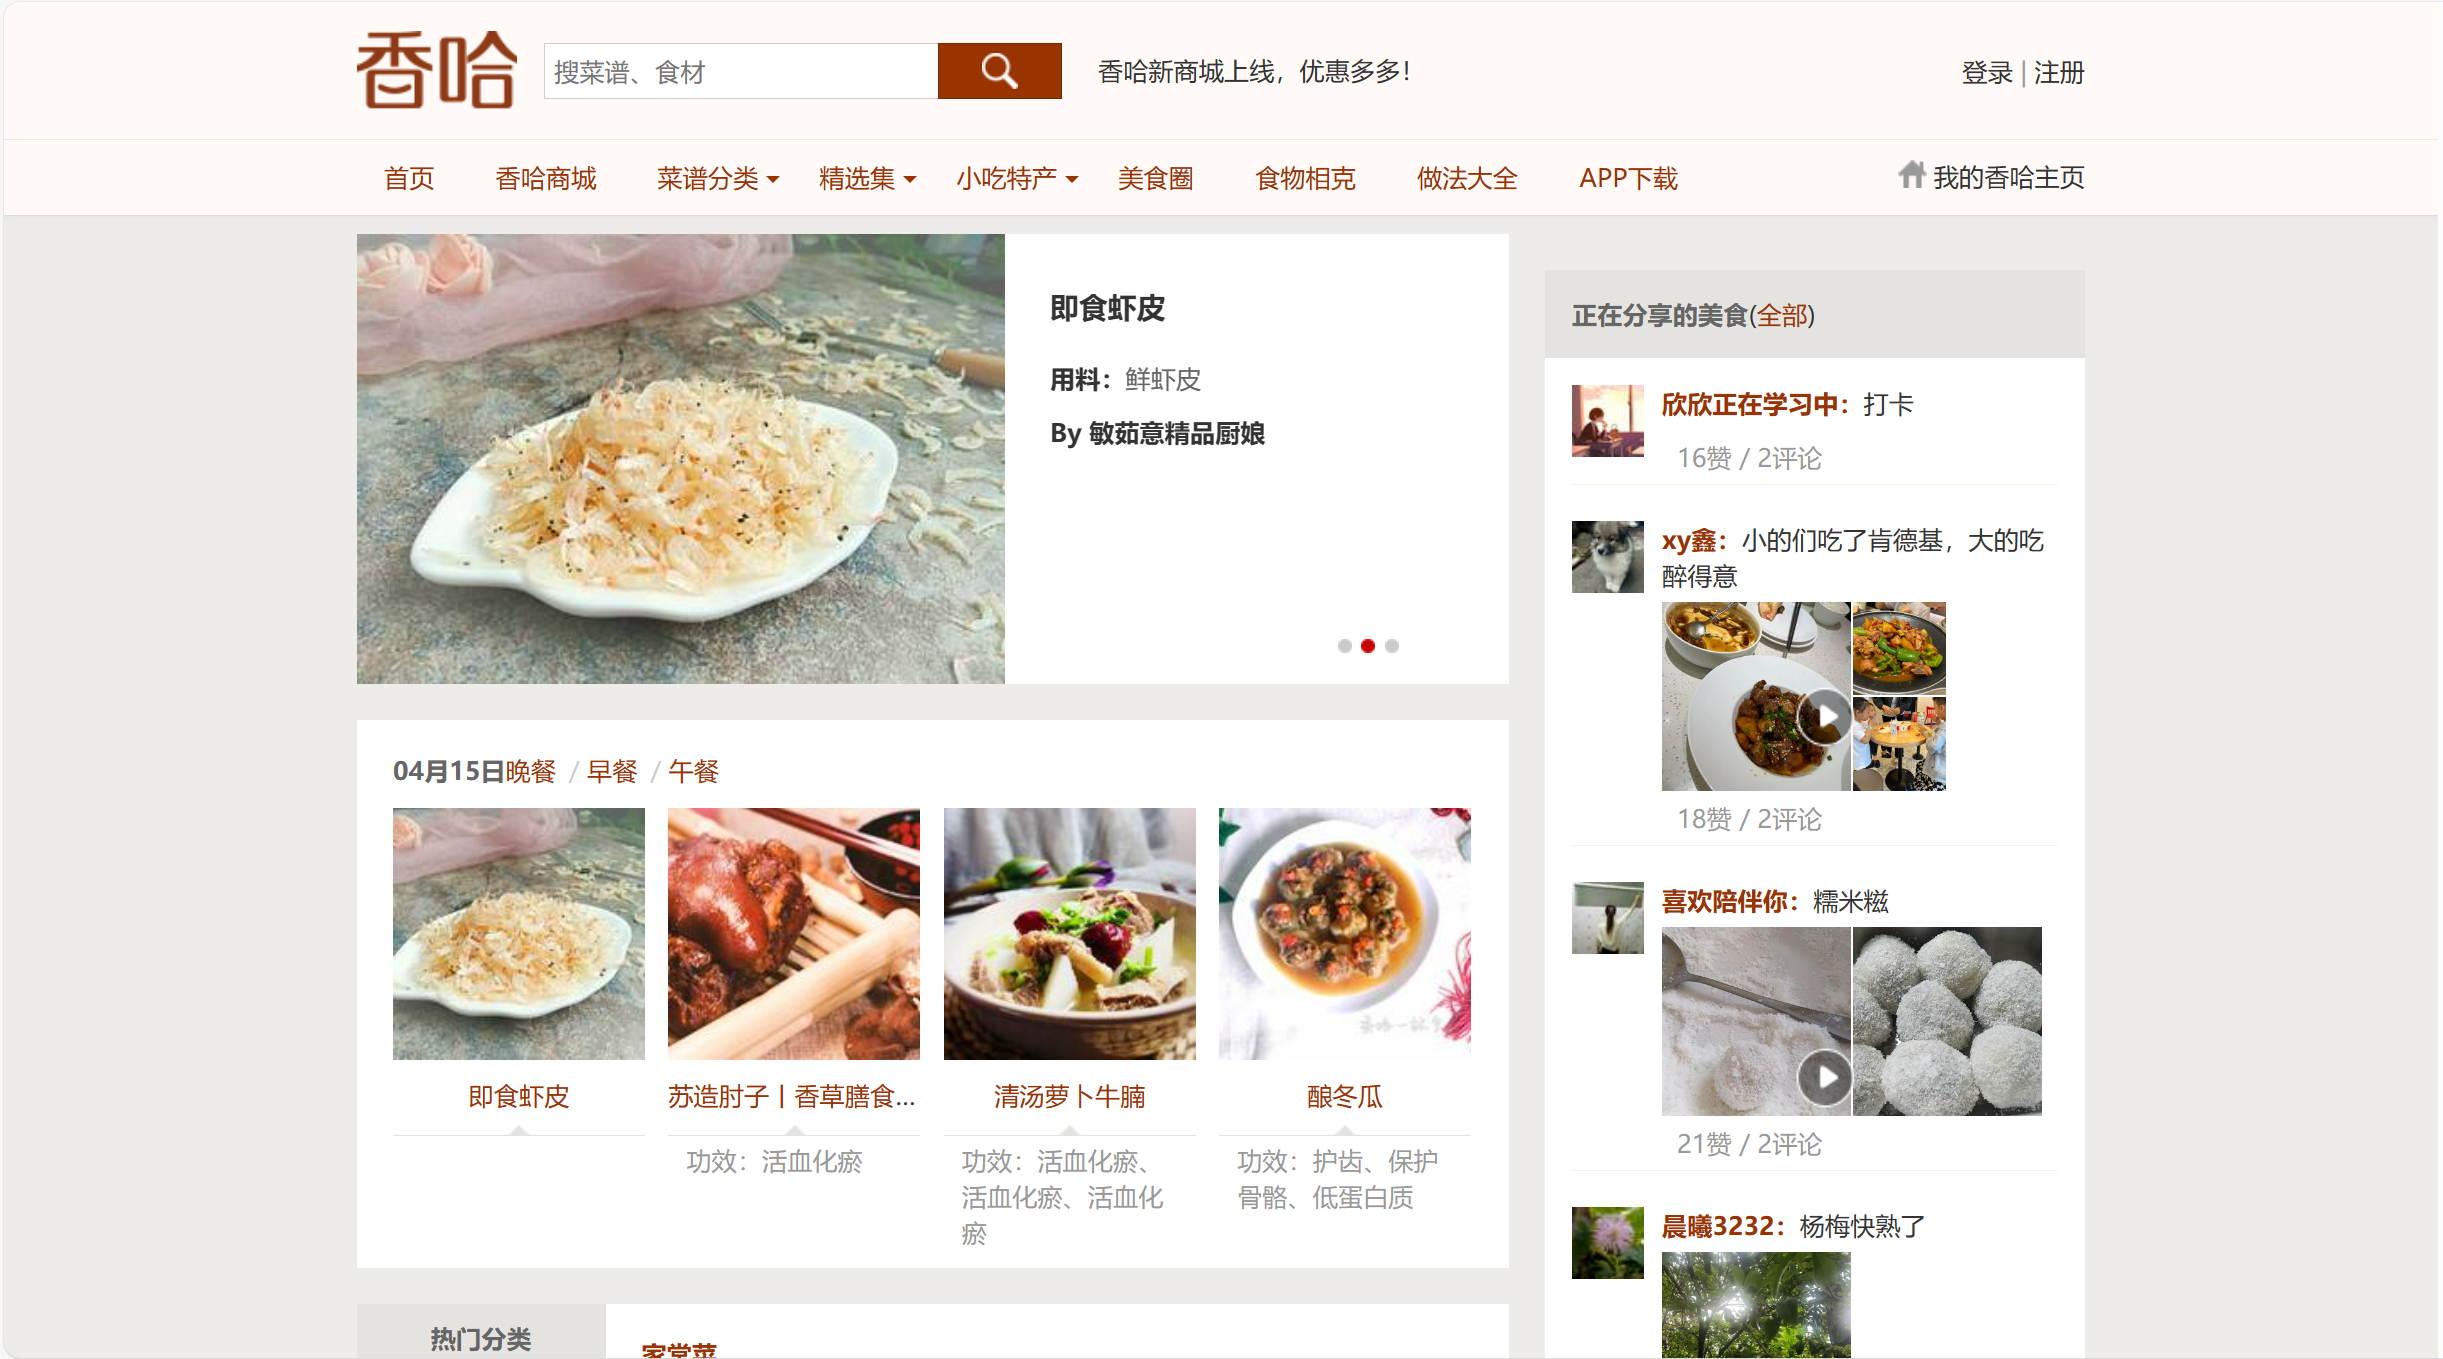 香哈
搜菜谱、食材
香哈新商城上线，优惠多多！
登录 | 注册
首页 香哈商城 菜谱分类 精选集 小吃特产 美食圈 食物相克 做法大全 APP下载 我的香哈主页
即食虾皮
用料：鲜虾皮
By 敏茹意精品厨娘
04月15日晚餐 / 早餐 / 午餐
即食虾皮
苏造肘子丨香草膳食...
功效：活血化瘀
清汤萝卜牛腩
功效：活血化瘀、
活血化瘀、活血化
瘀
酿冬瓜
功效：护齿、保护
骨骼、低蛋白质
热门分类
家常菜
正在分享的美食(全部)
欣欣正在学习中：打卡
16赞 / 2评论
xy鑫：小的们吃了肯德基，大的吃
醉得意
18赞 / 2评论
喜欢陪伴你：糯米糍
21赞 / 2评论
晨曦3232：杨梅快熟了